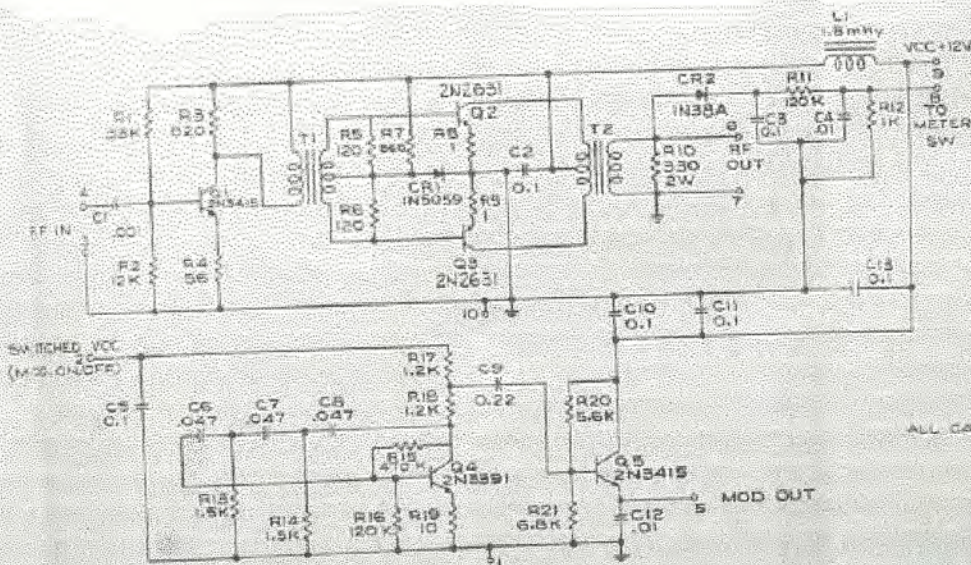 L1
1.8 mHy
VCC +12V
9
8
TO
METER
SW
CR2
1N38A
R11
120K
R12
1K
C3
0.1
C4
.01
2N2631
Q2
R1
R3
820
T1
R5
120
R7
R8
1
C2
0.1
T2
R10
330
2W
6
RF
OUT
7
CR1
1N5059
R9
1
R6
120
Q3
2N2631
4
C1
.001
RF IN
Q1
2N3415
R2
R4
56
10
C10
0.1
C11
0.1
C13
0.1
SWITCHED VCC
(MOD. ON/OFF)
2
R17
1.2K
R18
1.2K
C9
0.22
C5
0.1
C6
.047
C7
.047
C8
.047
R15
470K
Q4
2N3391
R20
5.6K
Q5
2N3415
5
MOD OUT
R13
1.5K
R14
1.5K
R16
120K
R19
10
R21
6.8K
C12
.01
1
ALL CA